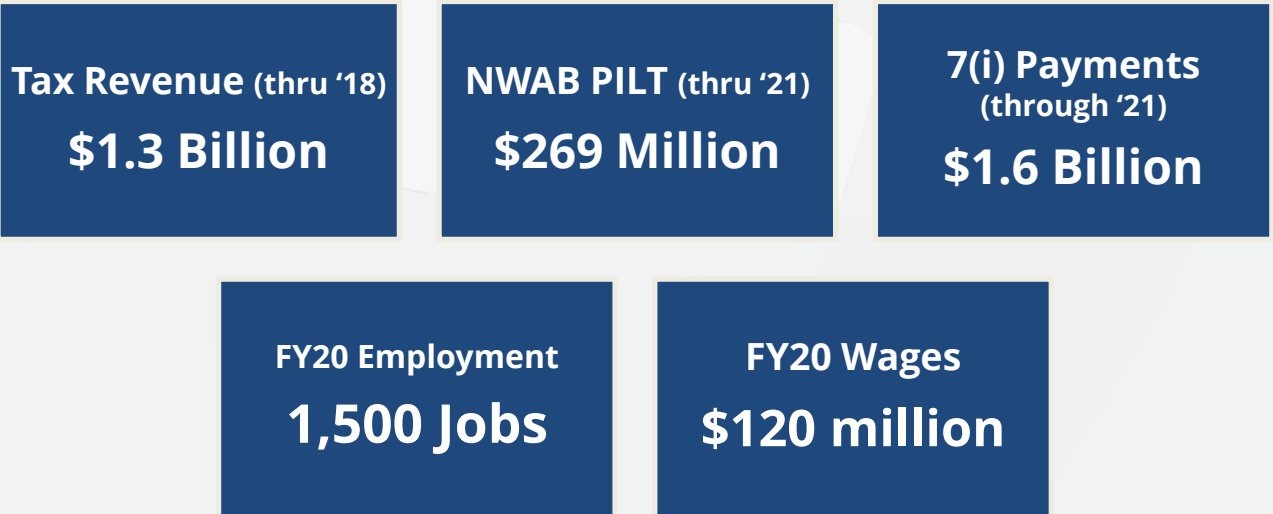 Tax Revenue (thru ‘18)
$1.3 Billion
NWAB PILT (thru ‘21)
$269 Million
7(i) Payments
(through ‘21)
$1.6 Billion
FY20 Employment
1,500 Jobs
FY20 Wages
$120 million